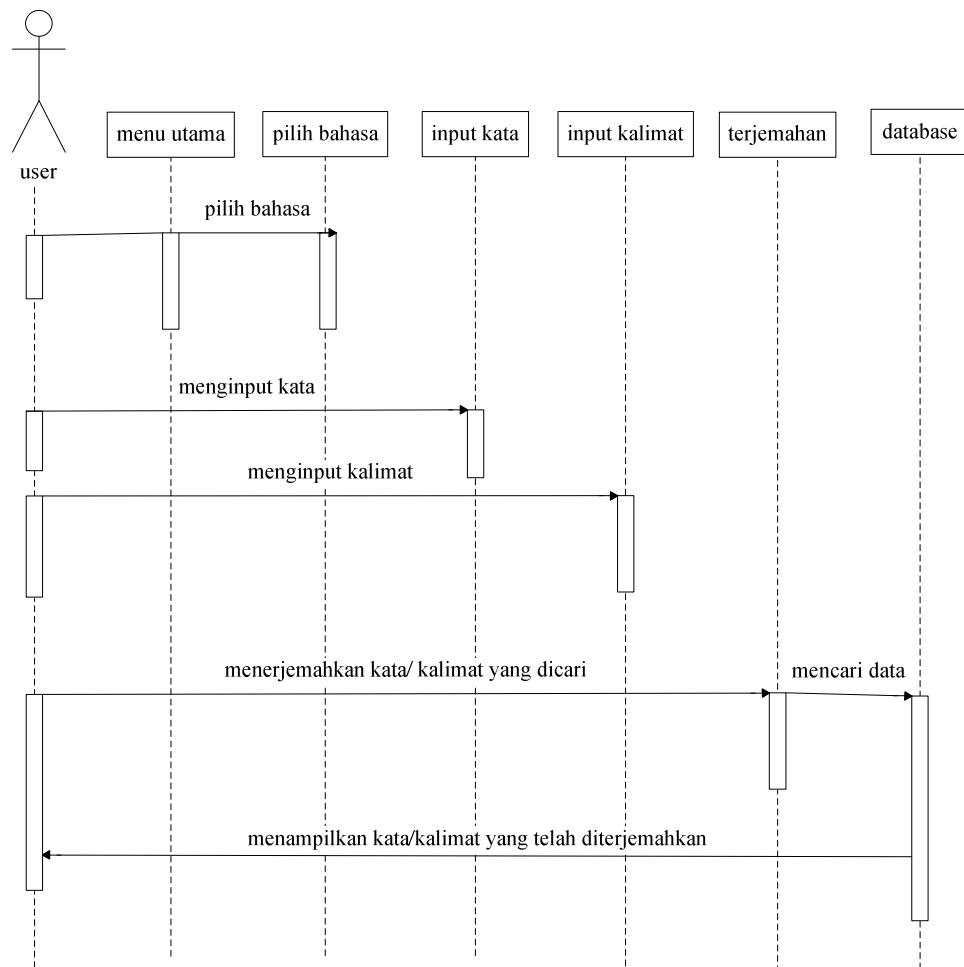 menu utama
pilih bahasa
input kata
input kalimat
terjemahan
database
user
pilih bahasa
menginput kata
menginput kalimat
menerjemahkan kata/ kalimat yang dicari
mencari data
menampilkan kata/kalimat yang telah diterjemahkan